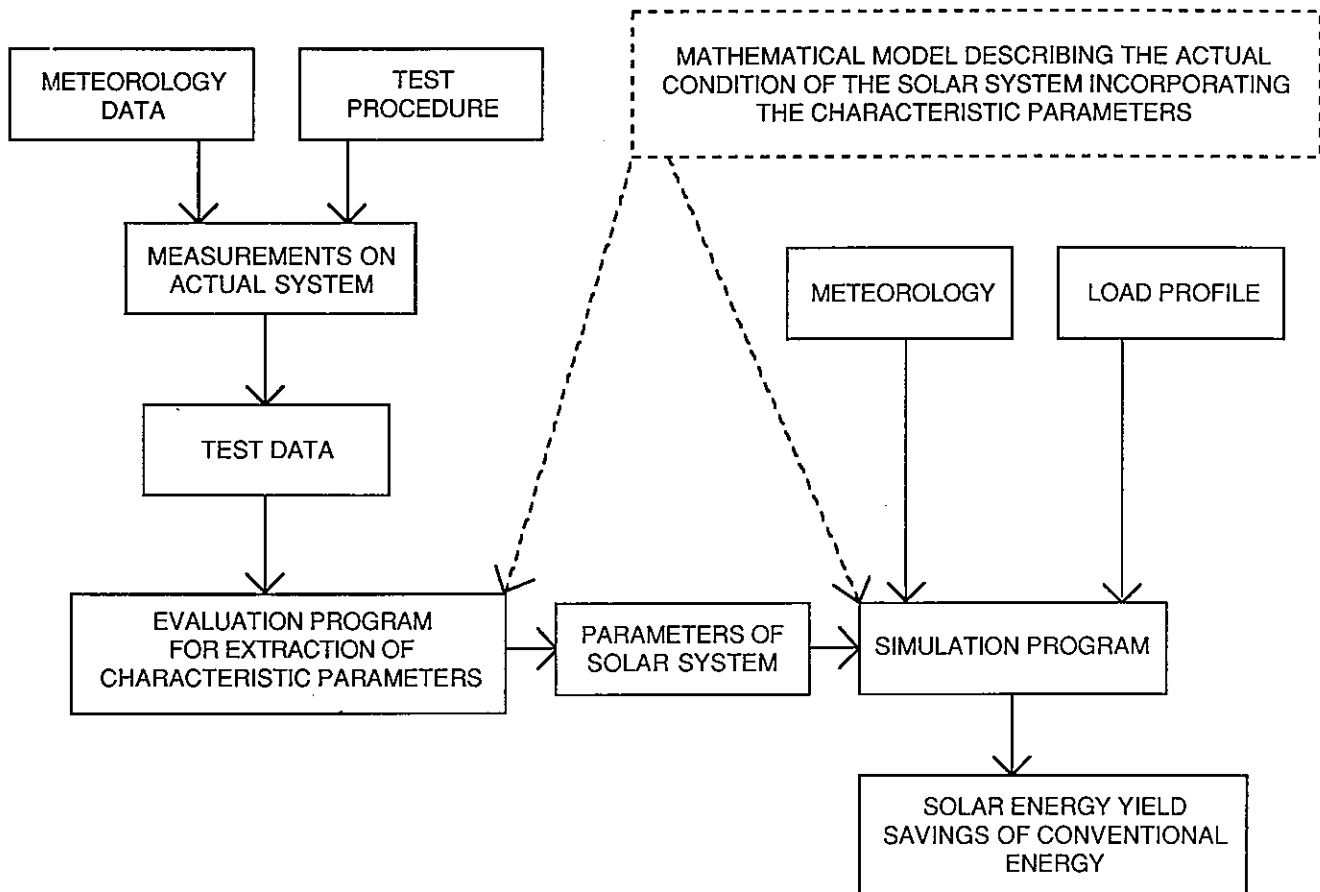 METEOROLOGY
DATA
TEST
PROCEDURE
MATHEMATICAL MODEL DESCRIBING THE ACTUAL
CONDITION OF THE SOLAR SYSTEM INCORPORATING
THE CHARACTERISTIC PARAMETERS
MEASUREMENTS ON
ACTUAL SYSTEM
METEOROLOGY
LOAD PROFILE
TEST DATA
EVALUATION PROGRAM
FOR EXTRACTION OF
CHARACTERISTIC PARAMETERS
PARAMETERS OF
SOLAR SYSTEM
SIMULATION PROGRAM
SOLAR ENERGY YIELD
SAVINGS OF CONVENTIONAL
ENERGY